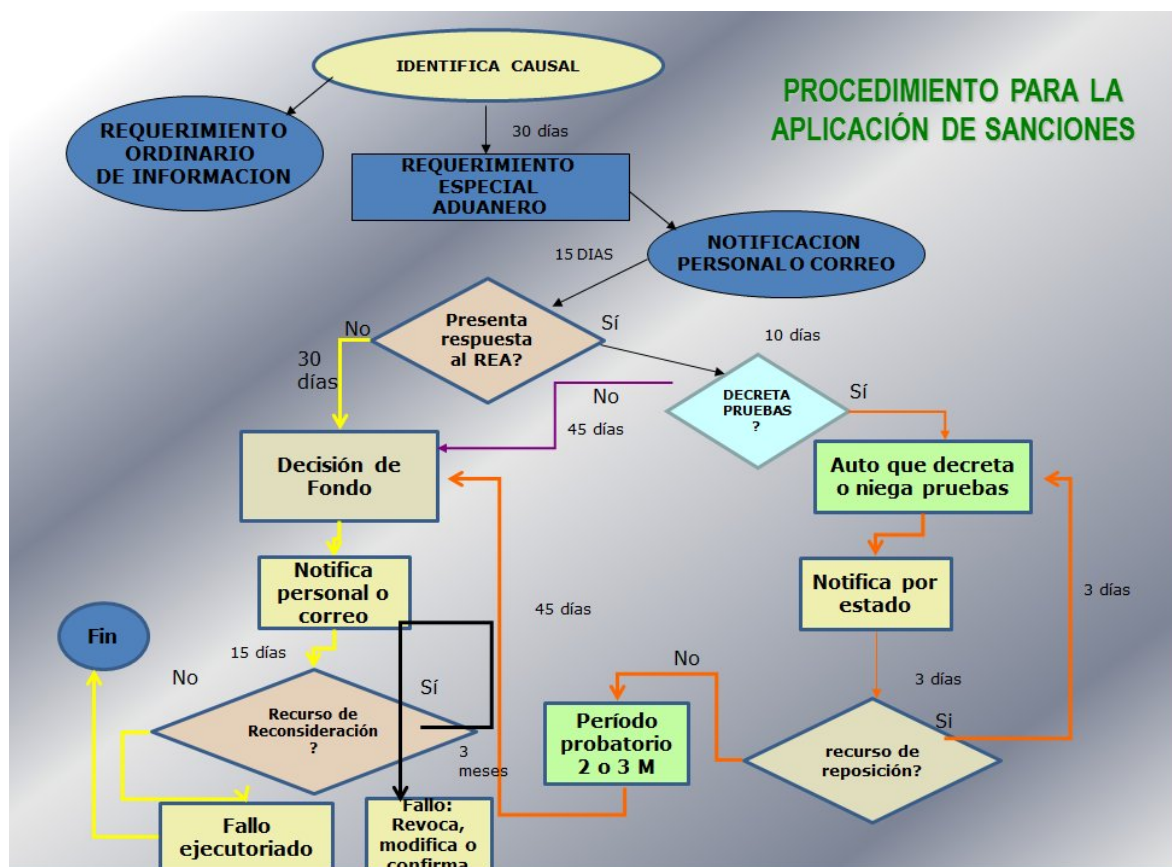 IDENTIFICA CAUSAL
PROCEDIMIENTO PARA LA
APLICACIÓN DE SANCIONES
REQUERIMIENTO
ORDINARIO
DE INFORMACION
30 días
REQUERIMIENTO
ESPECIAL
ADUANERO
NOTIFICACION
PERSONAL O CORREO
15 DIAS
No
Presenta
respuesta
al REA?
Sí
10 días
30
días
No
DECRETA
PRUEBAS
?
Sí
45 días
Decisión de
Fondo
Auto que decreta
o niega pruebas
Notifica
personal o
correo
Notifica por
estado
45 días
3 días
Fin
15 días
No
Sí
No
3 días
Recurso de
Reconsideración
?
3
meses
Período
probatorio
2 o 3 M
Si
recurso de
reposición?
Fallo
ejecutoriado
Fallo:
Revoca,
modifica o
confirma